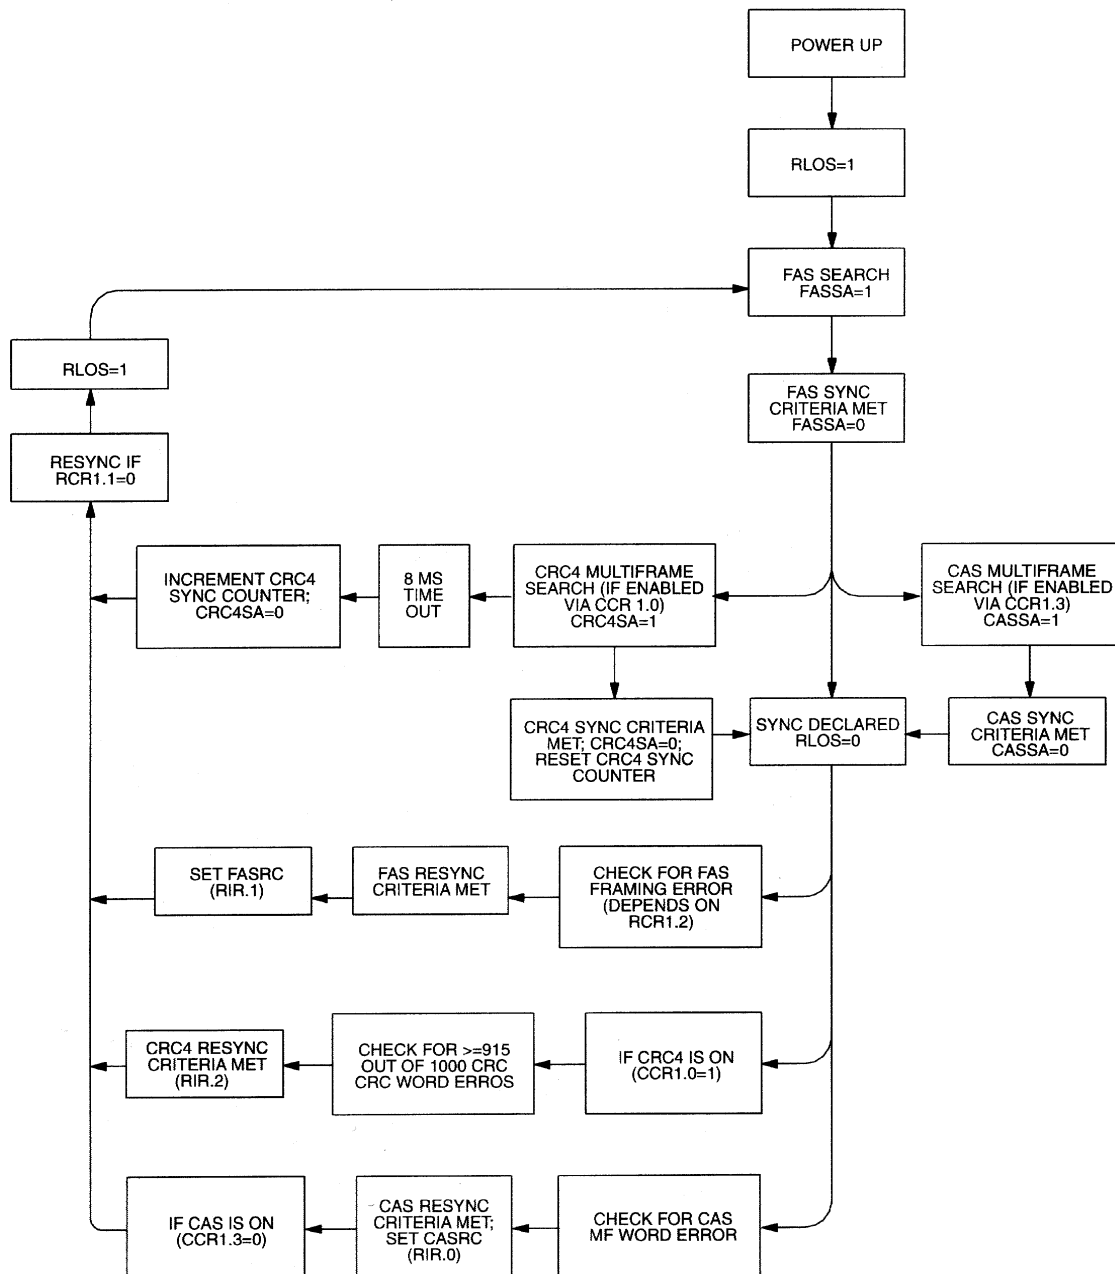 POWER UP
RLOS=1
FAS SEARCH
FASSA=1
RLOS=1
FAS SYNC
CRITERIA MET
FASSA=0
RESYNC IF
RCR1.1=0
INCREMENT CRC4
SYNC COUNTER;
CRC4SA=0
8 MS
TIME
OUT
CRC4 MULTIFRAME
SEARCH (IF ENABLED
VIA CCR 1.0)
CRC4SA=1
CAS MULTIFRAME
SEARCH (IF ENABLED
VIA CCR1.3)
CASSA=1
CRC4 SYNC CRITERIA
MET; CRC4SA=0;
RESET CRC4 SYNC
COUNTER
SYNC DECLARED
RLOS=0
CAS SYNC
CRITERIA MET
CASSA=0
SET FASRC
(RIR.1)
FAS RESYNC
CRITERIA MET
CHECK FOR FAS
FRAMING ERROR
(DEPENDS ON
RCR1.2)
CRC4 RESYNC
CRITERIA MET
(RIR.2)
CHECK FOR >=915
OUT OF 1000 CRC
CRC WORD ERROS
IF CRC4 IS ON
(CCR1.0=1)
IF CAS IS ON
(CCR1.3=0)
CAS RESYNC
CRITERIA MET;
SET CASRC
(RIR.0)
CHECK FOR CAS
MF WORD ERROR